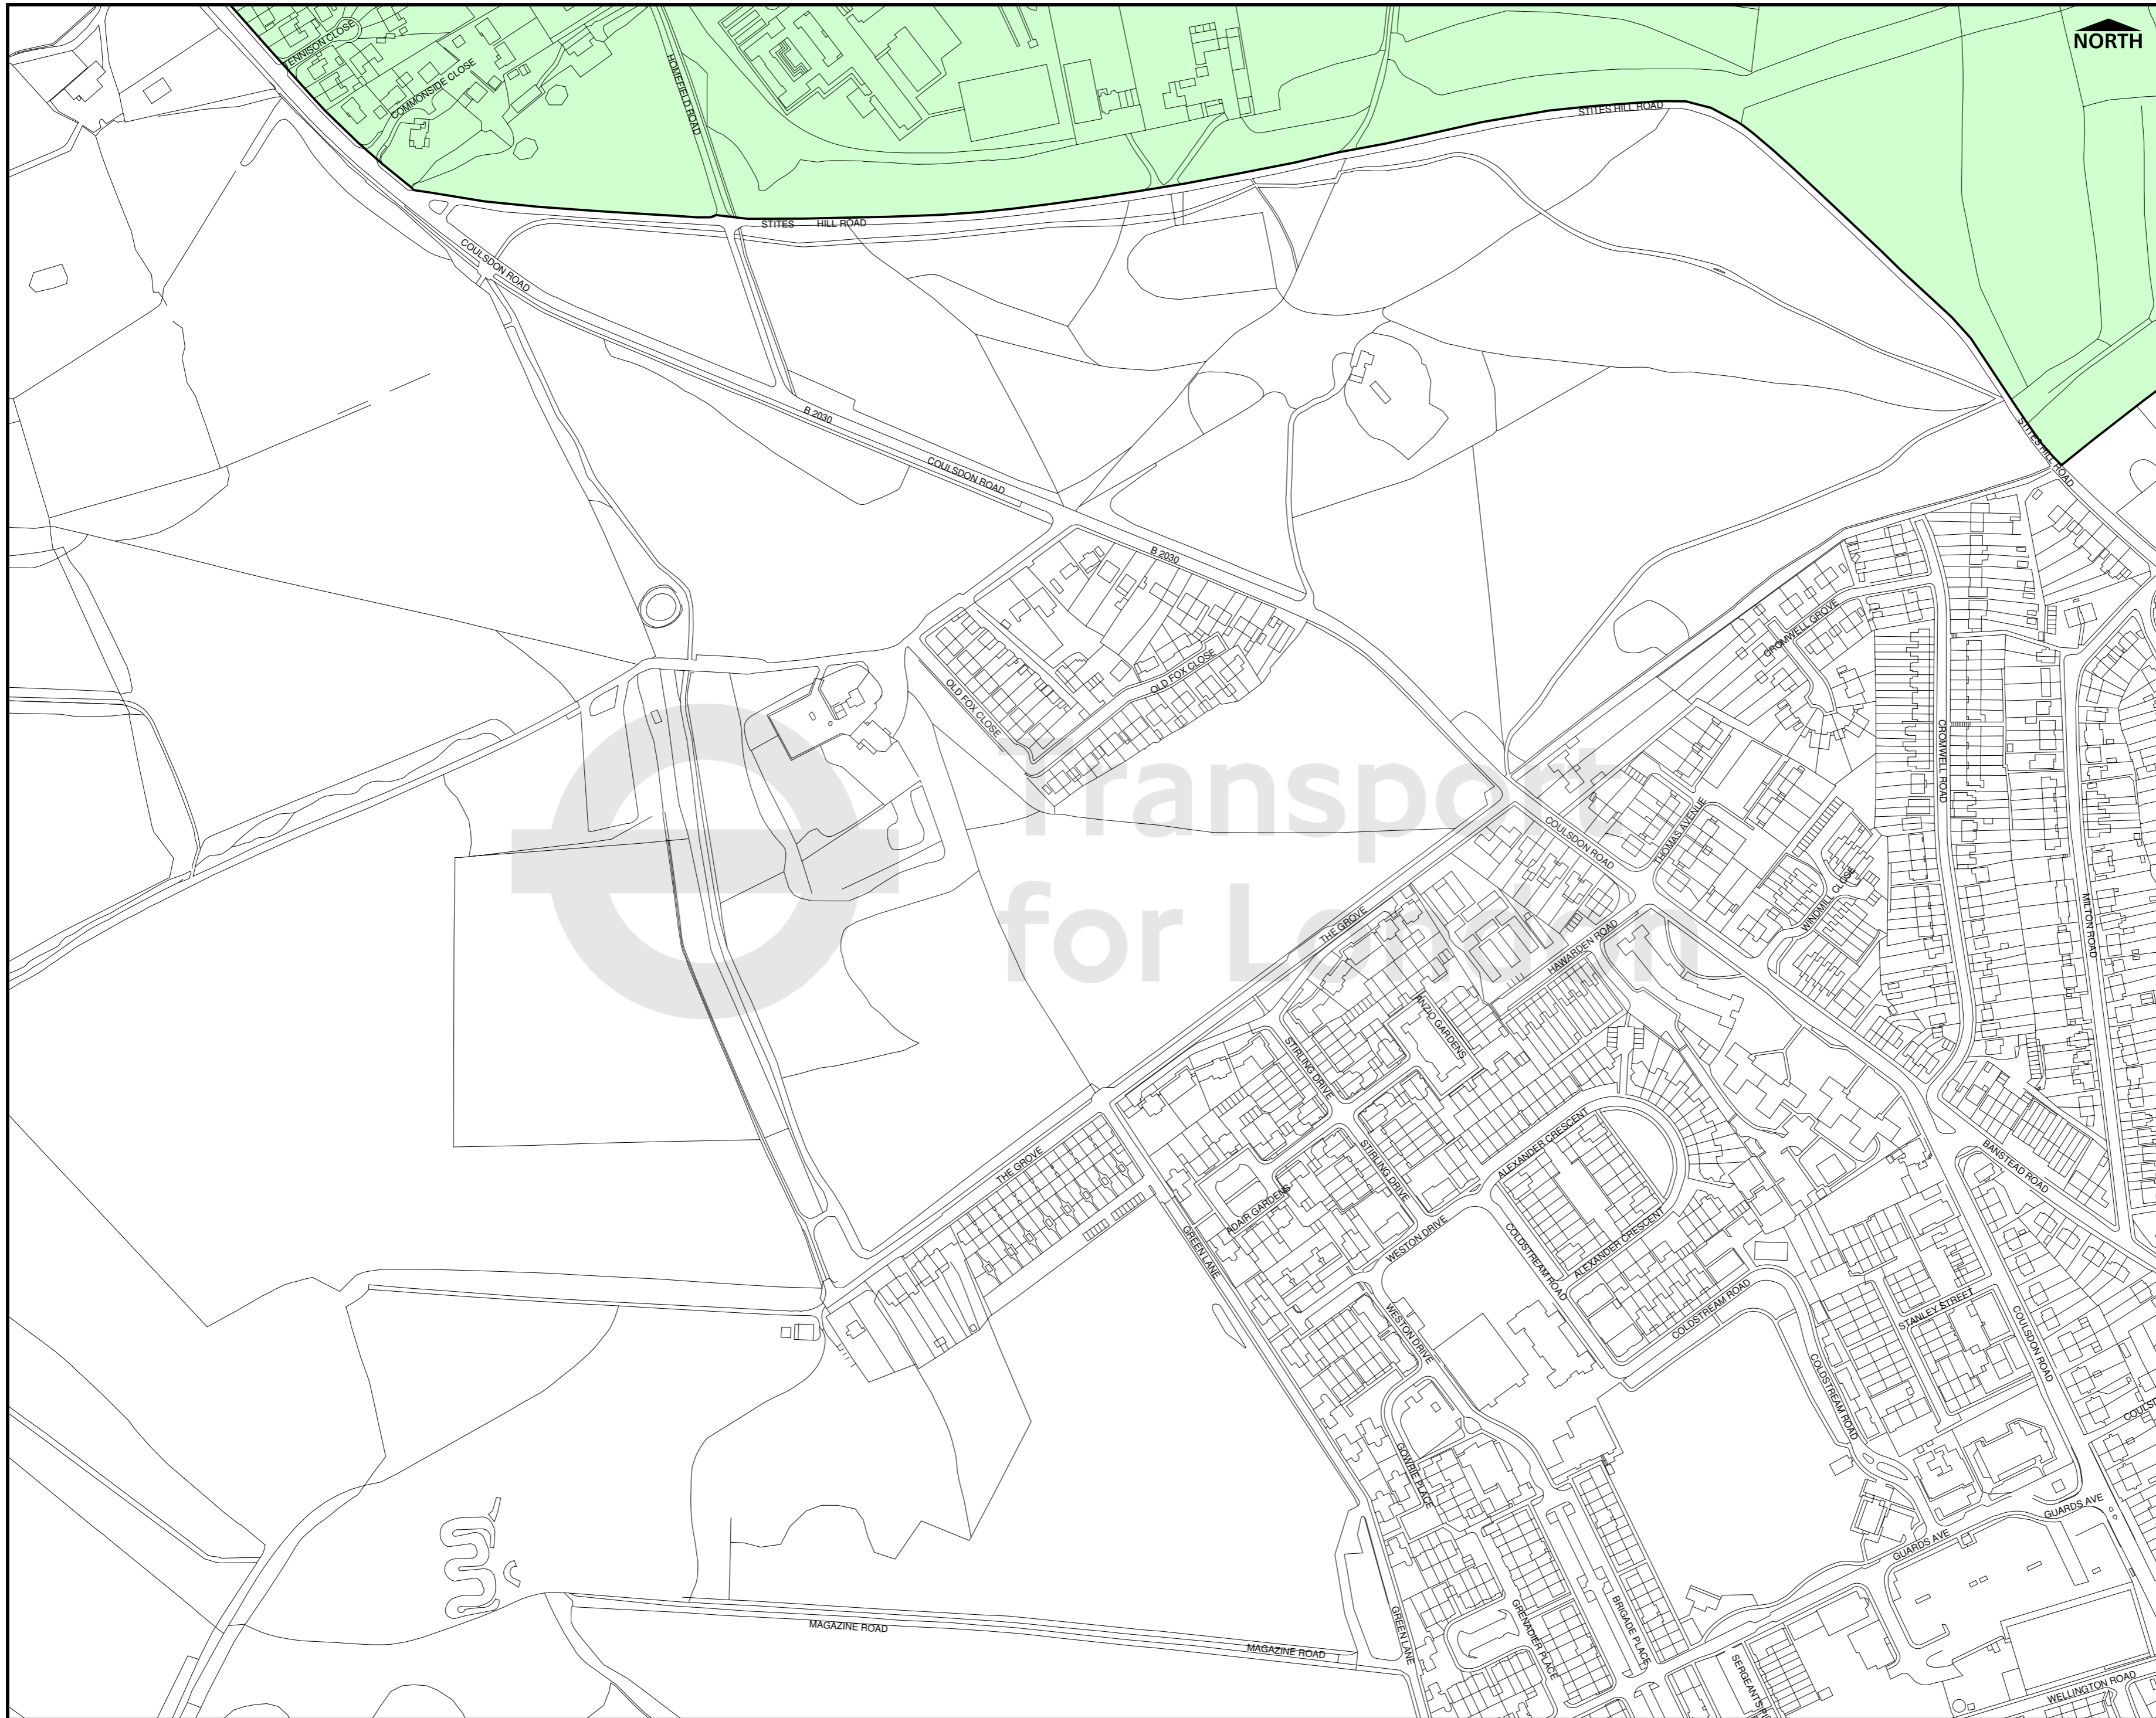 NORTH
COMMONSIDE CLOSE
HOMEFIELD ROAD
STITES HILL ROAD
STITES HILL ROAD
COULSDON ROAD
B 2030
COULSDON ROAD
STITES HILL ROAD
B 2030
CROMWELL GROVE
OLD FOX CLOSE
OLD FOX CLOSE
CROMWELL ROAD
Transport
for London
COULSDON ROAD
THOMAS AVENUE
WINDMILL CLOSE
MILTON ROAD
THE GROVE
HAWARDEN ROAD
ANZIO GARDENS
STIRLING DRIVE
ALEXANDER CRESCENT
THE GROVE
STIRLING DRIVE
BANSTEAD ROAD
ADAIR GARDENS
GREEN LANE
WESTON DRIVE
COLDSTREAM ROAD
ALEXANDER CRESCENT
COLDSTREAM ROAD
STANLEY STREET
COULSDON ROAD
WESTON DRIVE
COLDSTREAM ROAD
GOWRIE PLACE
GUARDS AVE
GUARDS AVE
MAGAZINE ROAD
MAGAZINE ROAD
GREEN LANE
GRENADIER PLACE
BRIGADE PLACE
WELLINGTON ROAD